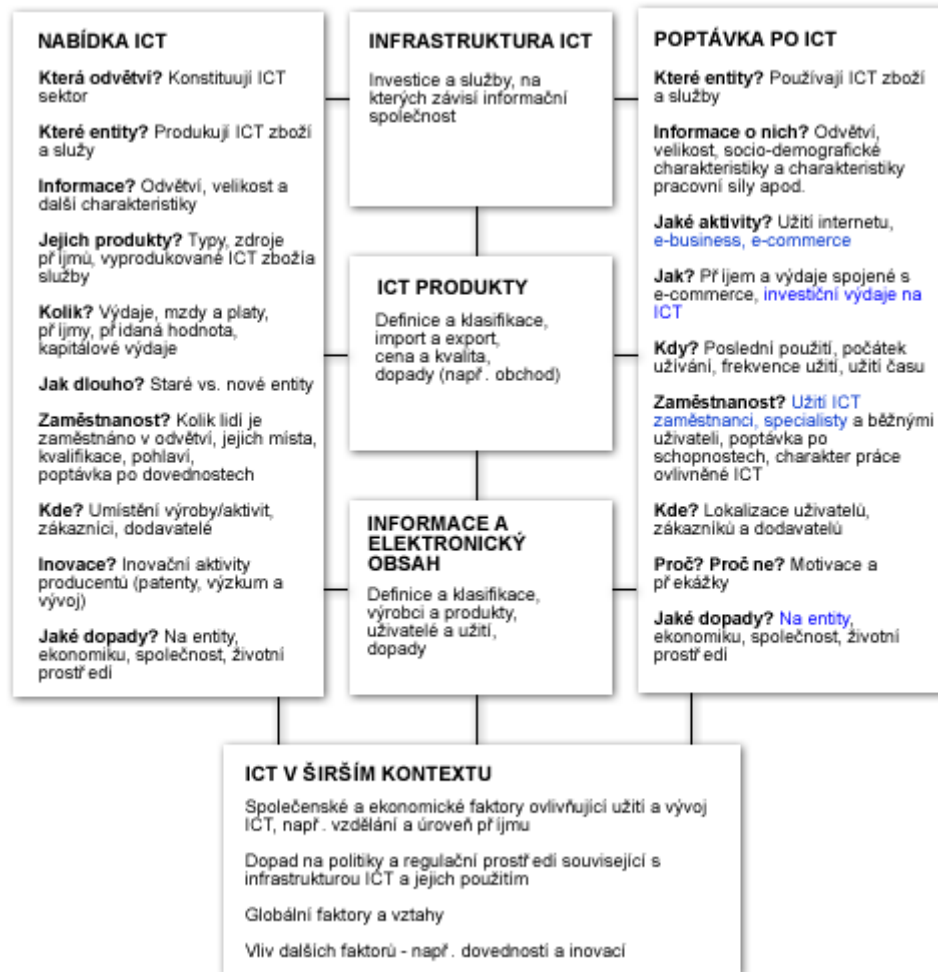 NABÍDKA ICT
Která odvětví? Konstituují ICT
sektor
Které entity? Produkují ICT zboží
a služy
Informace? Odvětví, velikost a
další charakteristiky
Jejich produkty? Typy, zdroje
příjmů, vyprodukované ICT zbožía
služby
Kolik? Výdaje, mzdy a platy,
příjmy, přidaná hodnota,
kapitálové výdaje
Jak dlouho? Staré vs. nové entity
Zaměstnanost? Kolik lidí je
zaměstnáno v odvětví, jejich místa,
kvalifikace, pohlaví,
poptávka po dovednostech
Kde? Umístění výroby/aktivit,
zákazníci, dodavatelé
Inovace? Inovační aktivity
producentů (patenty, výzkum a
vývoj)
Jaké dopady? Na entity,
ekonomiku, společnost, životní
prostředí
INFRASTRUKTURA ICT
Investice a služby, na
kterých závisí informační
společnost
ICT PRODUKTY
Definice a klasifikace,
import a export,
cena a kvalita,
dopady (např. obchod)
INFORMACE A
ELEKTRONICKÝ
OBSAH
Definice a klasifikace,
výrobci a produkty,
uživatelé a užití,
dopady
POPTÁVKA PO ICT
Které entity? Používají ICT zboží
a služby
Informace o nich? Odvětví,
velikost, socio-demografické
charakteristiky a charakteristiky
pracovní síly apod.
Jaké aktivity? Užití internetu,
e-business, e-commerce
Jak? Příjem a výdaje spojené s
e-commerce, investiční výdaje na
ICT
Kdy? Poslední použití, počátek
užívání, frekvence užití, užití času
Zaměstnanost? Užití ICT
zaměstnanci, specialisty a běžnými
uživateli, poptávka po
schopnostech, charakter práce
ovlivněné ICT
Kde? Lokalizace uživatelů,
zákazníků a dodavatelů
Proč? Proč ne? Motivace a
překážky
Jaké dopady? Na entity,
ekonomiku, společnost, životní
prostředí
ICT V ŠIRŠÍM KONTEXTU
Společenské a ekonomické faktory ovlivňující užití a vývoj
ICT, např. vzdělání a úroveň příjmu
Dopad na politiky a regulační prostředí související s
infrastrukturou ICT a jejich použitím
Globální faktory a vztahy
Vliv dalších faktorů - např. dovedností a inovací